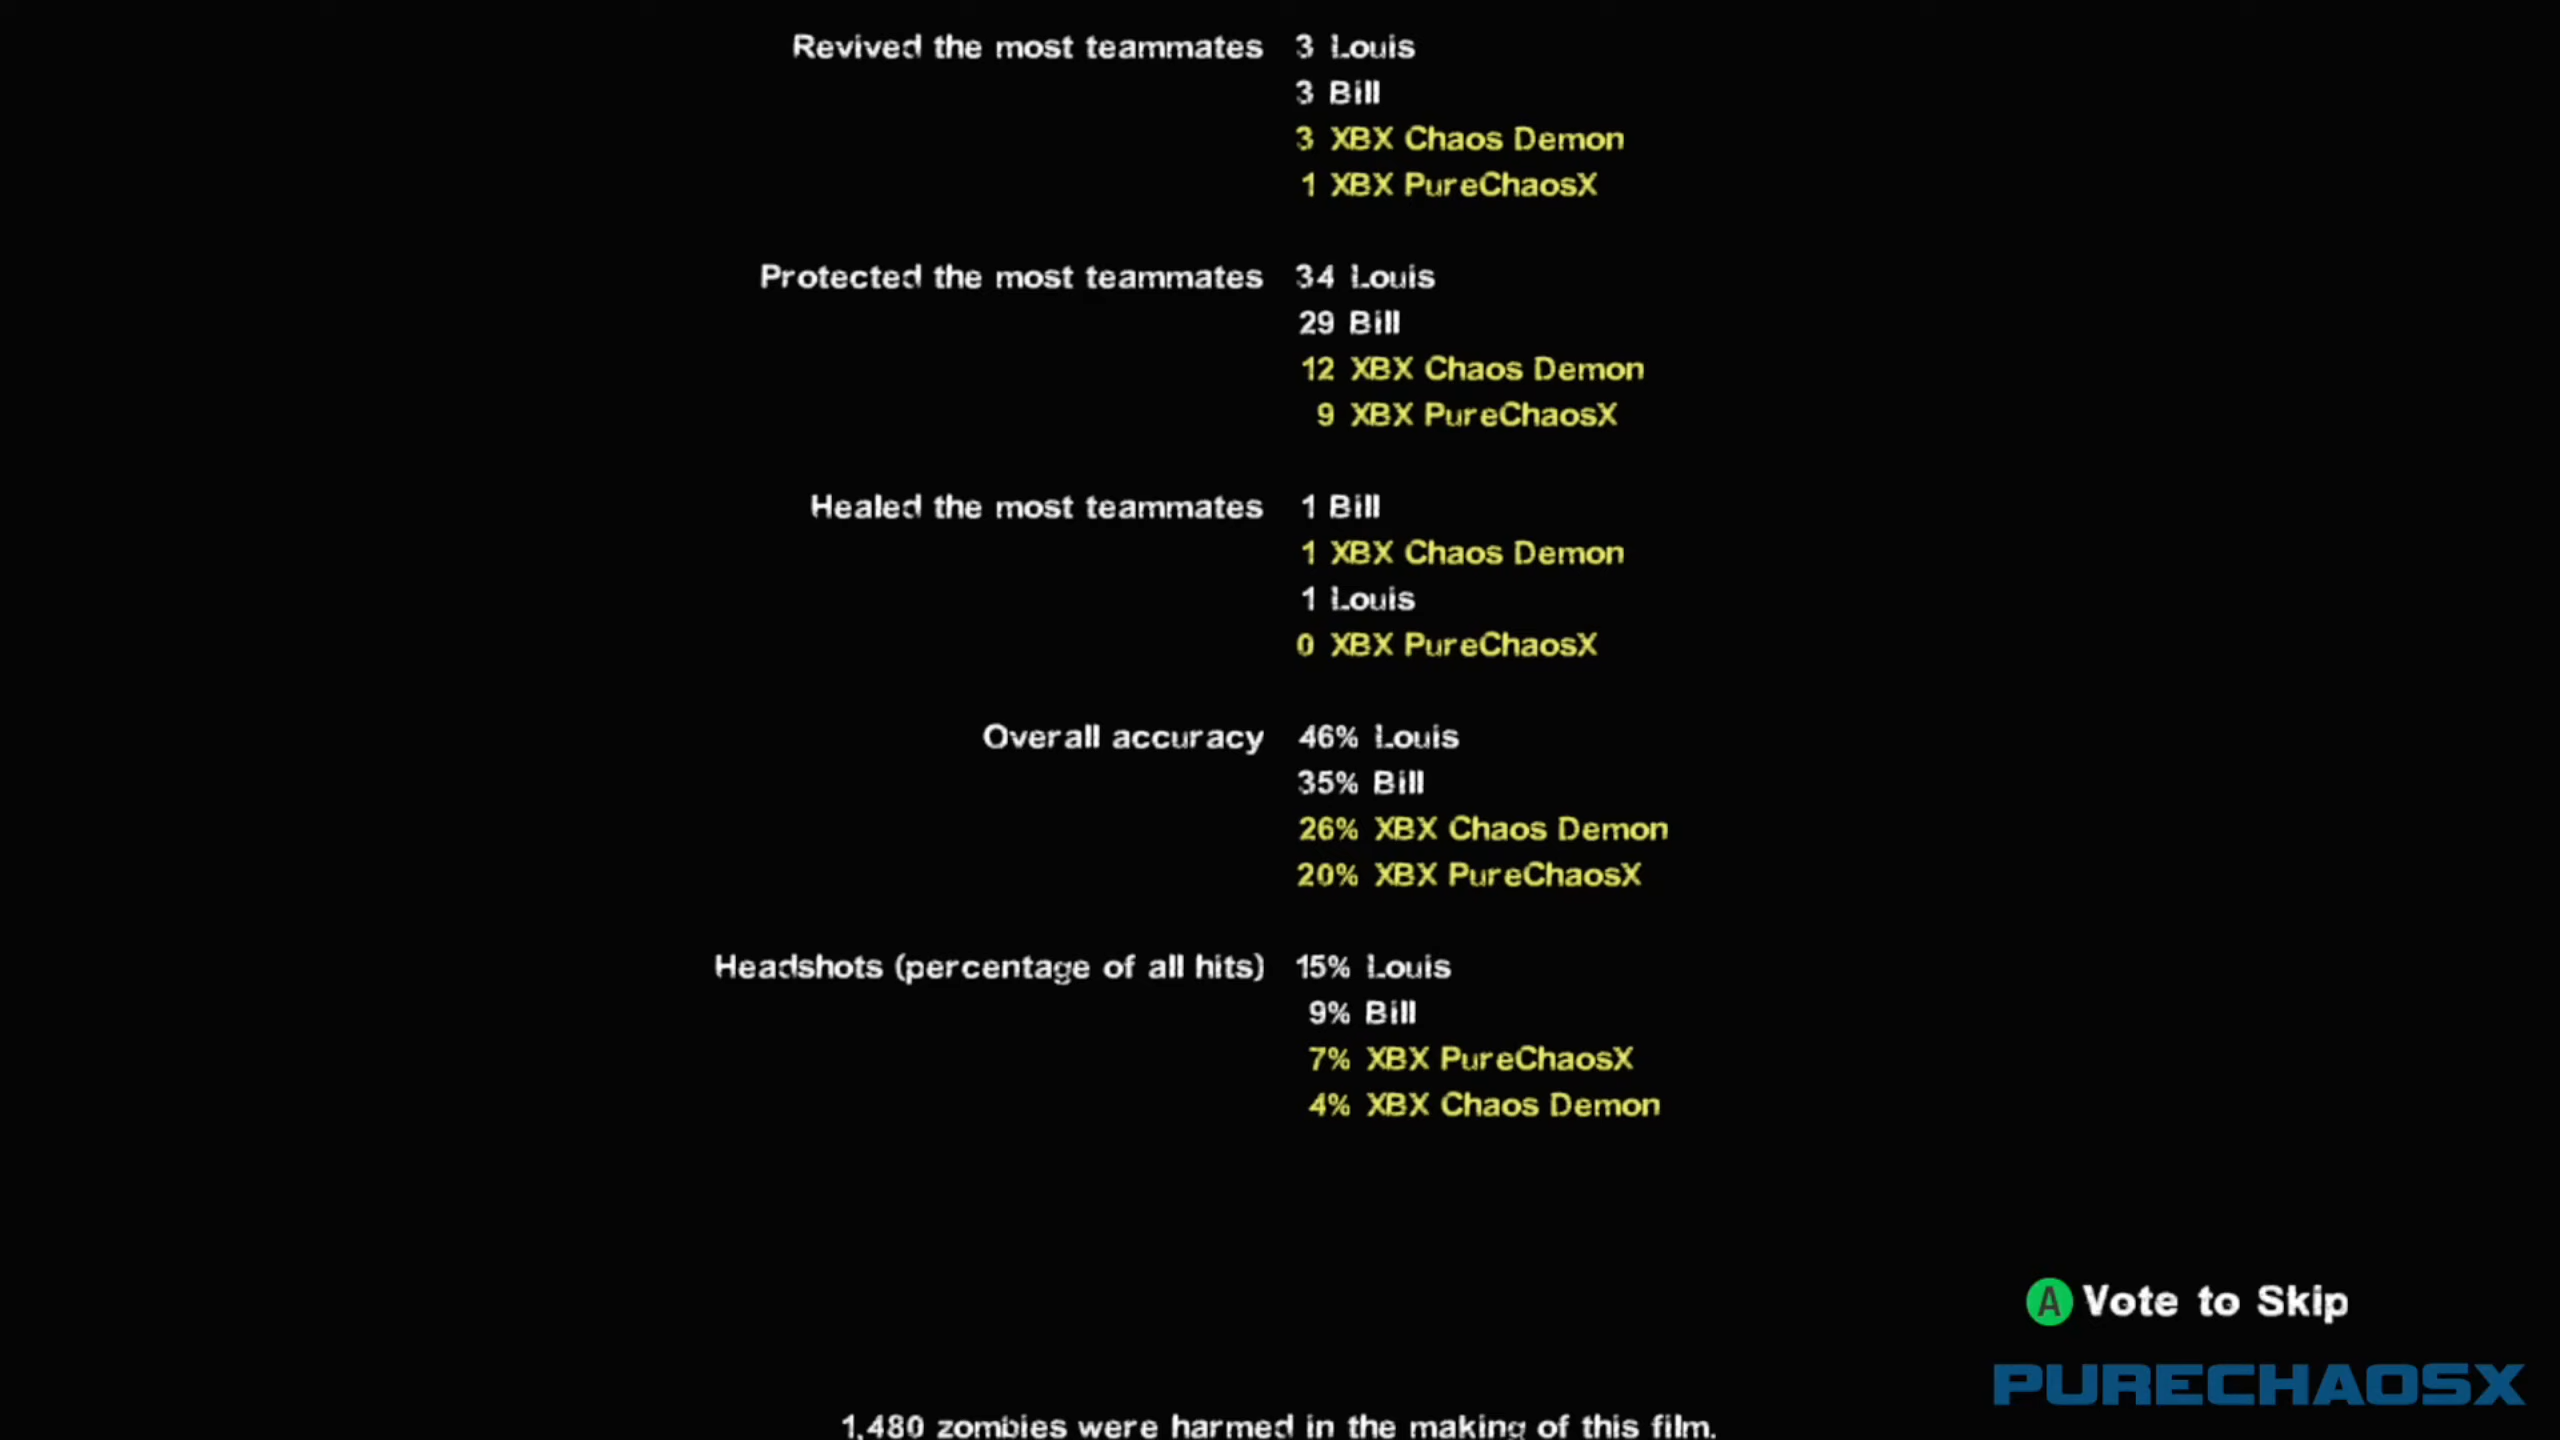 Revived the most teammates 3 Louis
3 Bill
3 XBX Chaos Demon
1 XBX PureChaosX
Protected the most teammates 34 Louis
29 Bill
12 XBX Chaos Demon
9 XBX PureChaosX
Healed the most teammates 1 Bill
1 XBX Chaos Demon
1 Louis
0 XBX PureChaosX
Overall accuracy 46% Louis
35% Bill
26% XBX Chaos Demon
20% XBX PureChaosX
Headshots (percentage of all hits) 15% Louis
9% Bill
7% XBX PureChaosX
4% XBX Chaos Demon
A Vote to Skip
PURECHAOSX
1,480 zombies were harmed in the making of this film.